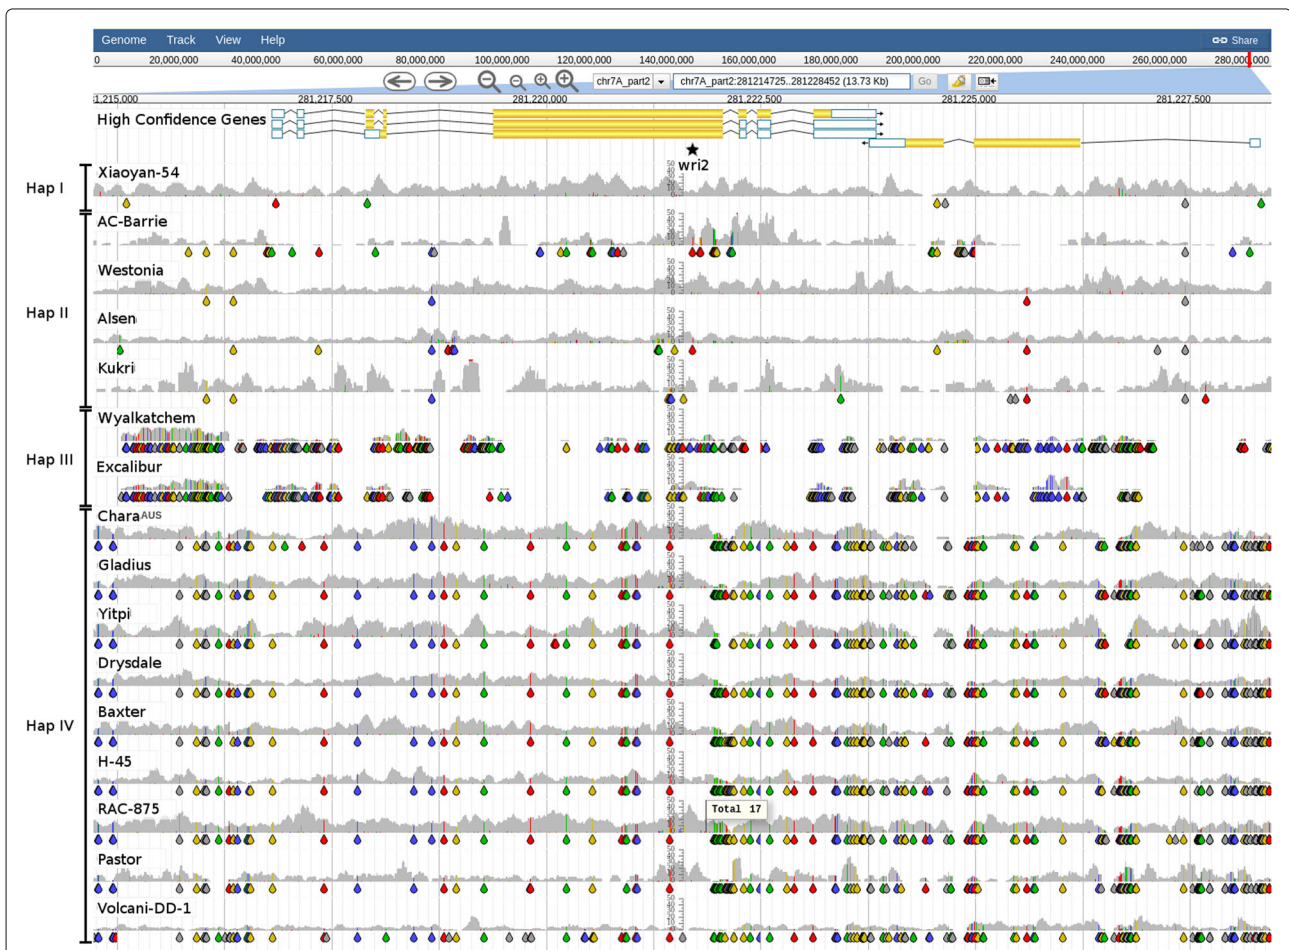 Genome Track View Help Share
0 20,000,000 40,000,000 60,000,000 80,000,000 100,000,000 120,000,000 140,000,000 160,000,000 180,000,000 200,000,000 220,000,000 240,000,000 260,000,000 280,000,000
chr7A_part2 chr7A_part2:281214725..281228452 (13.73 Kb) Go
281,217,500 281,220,000 281,222,500 281,225,000 281,227,500
High Confidence Genes
wri2
Hap I
Xiaoyan-54
AC-Barrie
Westonia
Hap II
Alsen
Kukri
Wyalkatchem
Hap III
Excalibur
Chara AUS
Gladius
Yitpi
Drysdale
Hap IV
Baxter
H-45
RAC-875
Total 17
Pastor
Volcani-DD-1